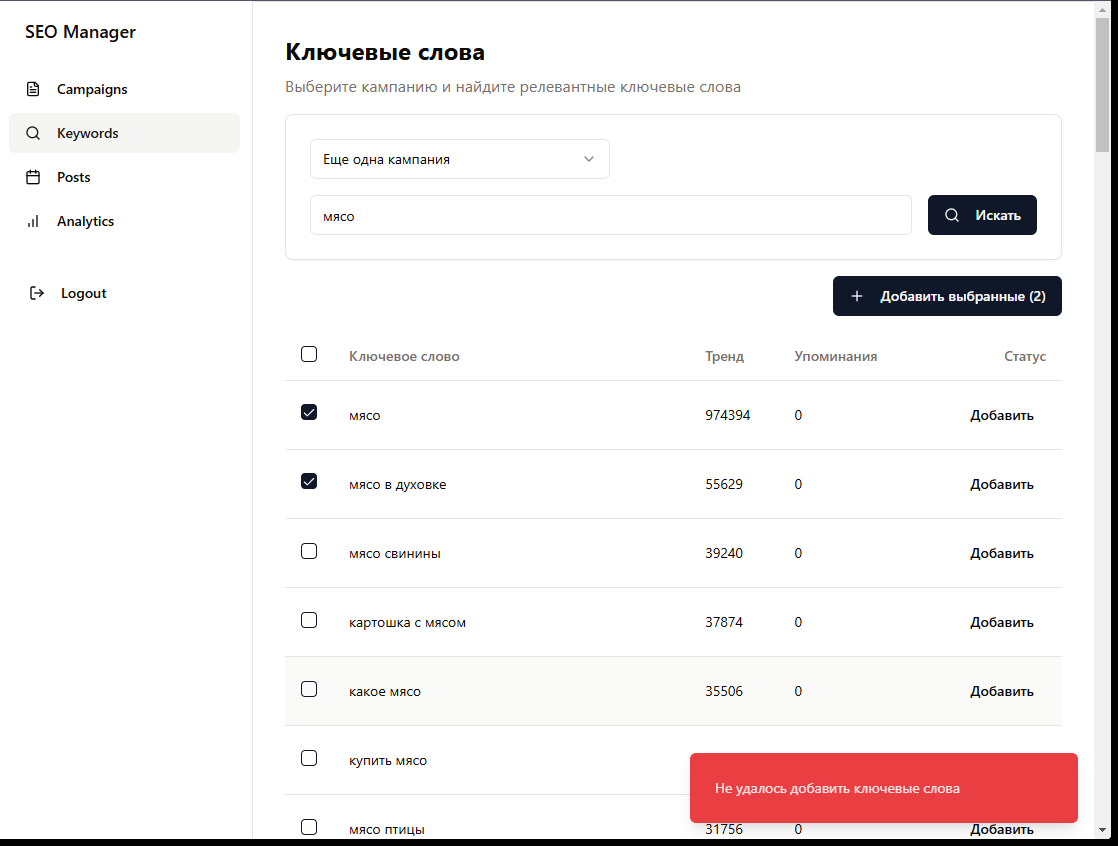 SEO Manager
Campaigns
Keywords
Posts
Analytics
Logout
Ключевые слова
Выберите кампанию и найдите релевантные ключевые слова
Еще одна кампания
мясо
Искать
Добавить выбранные (2)
Ключевое слово Тренд Упоминания Статус
мясо 974394 0 Добавить
мясо в духовке 55629 0 Добавить
мясо свинины 39240 0 Добавить
картошка с мясом 37874 0 Добавить
какое мясо 35506 0 Добавить
купить мясо
Не удалось добавить ключевые слова
мясо птицы 31756 0 Добавить